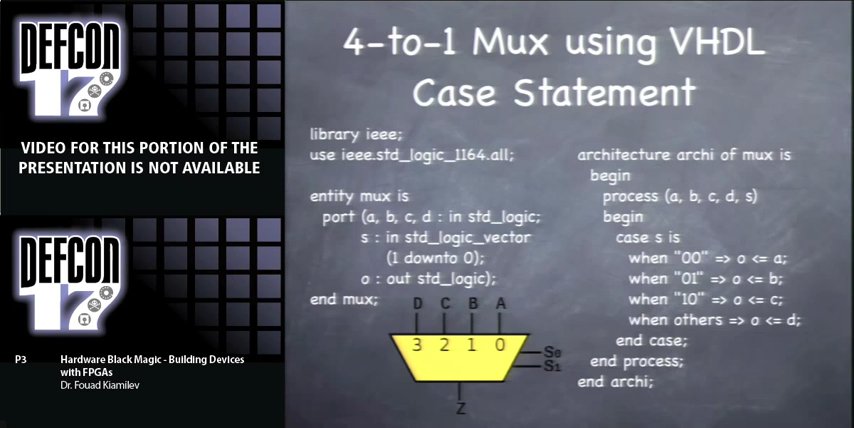 DEFCON
17
VIDEO FOR THIS PORTION OF THE
PRESENTATION IS NOT AVAILABLE
DEFCON
17
P3 Hardware Black Magic - Building Devices
with FPGAs
Dr. Fouad Kiamilev
4-to-1 Mux using VHDL
Case Statement
library ieee;
use ieee.std_logic_1164.all;
entity mux is
port (a, b, c, d : in std_logic;
s : in std_logic_vector
(1 downto 0);
o : out std_logic);
end mux;
D C B A
3 2 1 0
S0
S1
Z
architecture archi of mux is
begin
process (a, b, c, d, s)
begin
case s is
when "00" => o <= a;
when "01" => o <= b;
when "10" => o <= c;
when others => o <= d;
end case;
end process;
end archi;